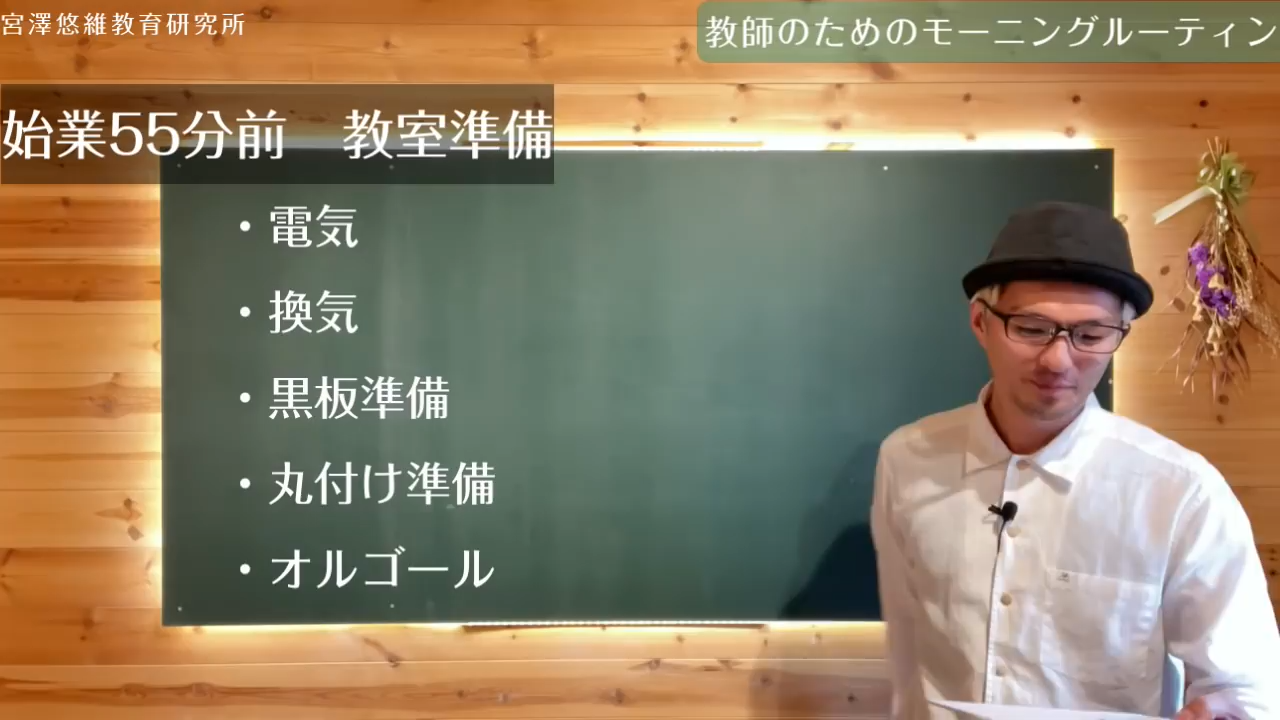 宮澤悠維教育研究所
教師のためのモーニングルーティン
始業55分前　教室準備
・電気
・換気
・黒板準備
・丸付け準備
・オルゴール